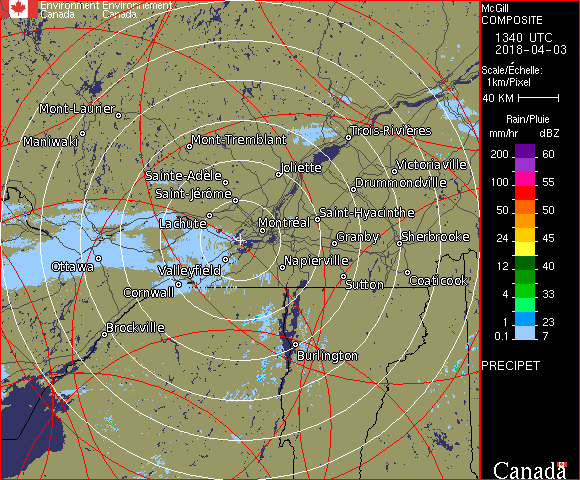 Environment Environnement
Canada Canada
McGill
COMPOSITE
1340 UTC
2018-04-03
Scale/Échelle:
1km/Pixel
40 KM
Rain/Pluie
mm/hr dBZ
200 60
100 55
50 50
24 45
12 40
4 33
1 23
0.1 7
PRECIPET
Canada
Mont-Laurier
Maniwaki
Mont-Tremblant
Trois-Rivières
Joliette
Victoriaville
Sainte-Adèle
Drummondville
Saint-Jérôme
Saint-Hyacinthe
Lachute
Montréal
Granby
Sherbrooke
Ottawa
Valleyfield
Napierville
Cornwall
Sutton
Coaticook
Brockville
Burlington